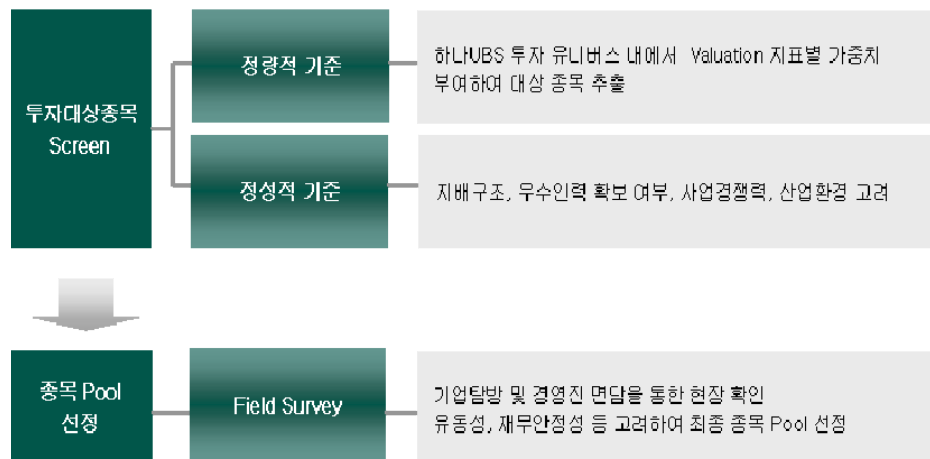 투자대상종목
Screen
정량적 기준
하나UBS 투자 유니버스 내에서 Valuation 지표별 가중치
부여하여 대상 종목 추출
정성적 기준
지배구조, 우수인력 확보 여부, 사업경쟁력, 산업환경 고려
종목 Pool
선정
Field Survey
기업탐방 및 경영진 면담을 통한 현장 확인
유동성, 재무안정성 등 고려하여 최종 종목 Pool 선정